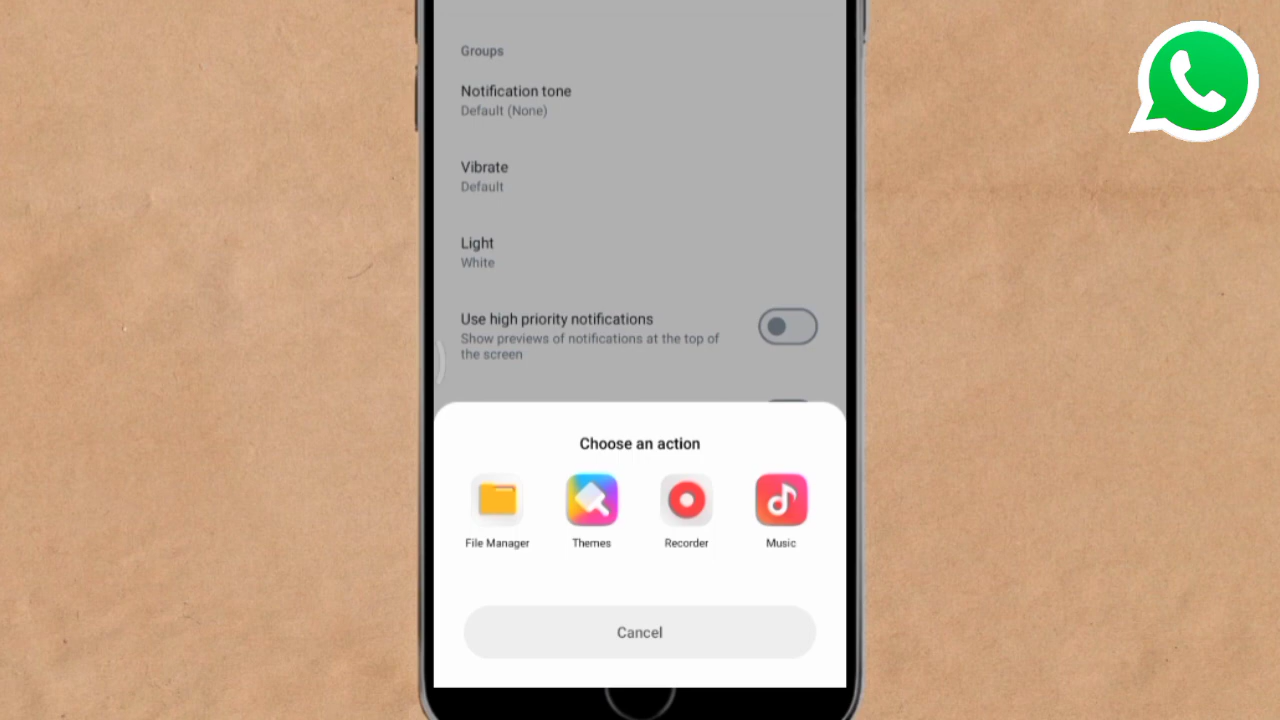 Groups
Notification tone
Default (None)
Vibrate
Default
Light
White
Use high priority notifications
Show previews of notifications at the top of
the screen
Choose an action
File Manager
Themes
Recorder
Music
Cancel